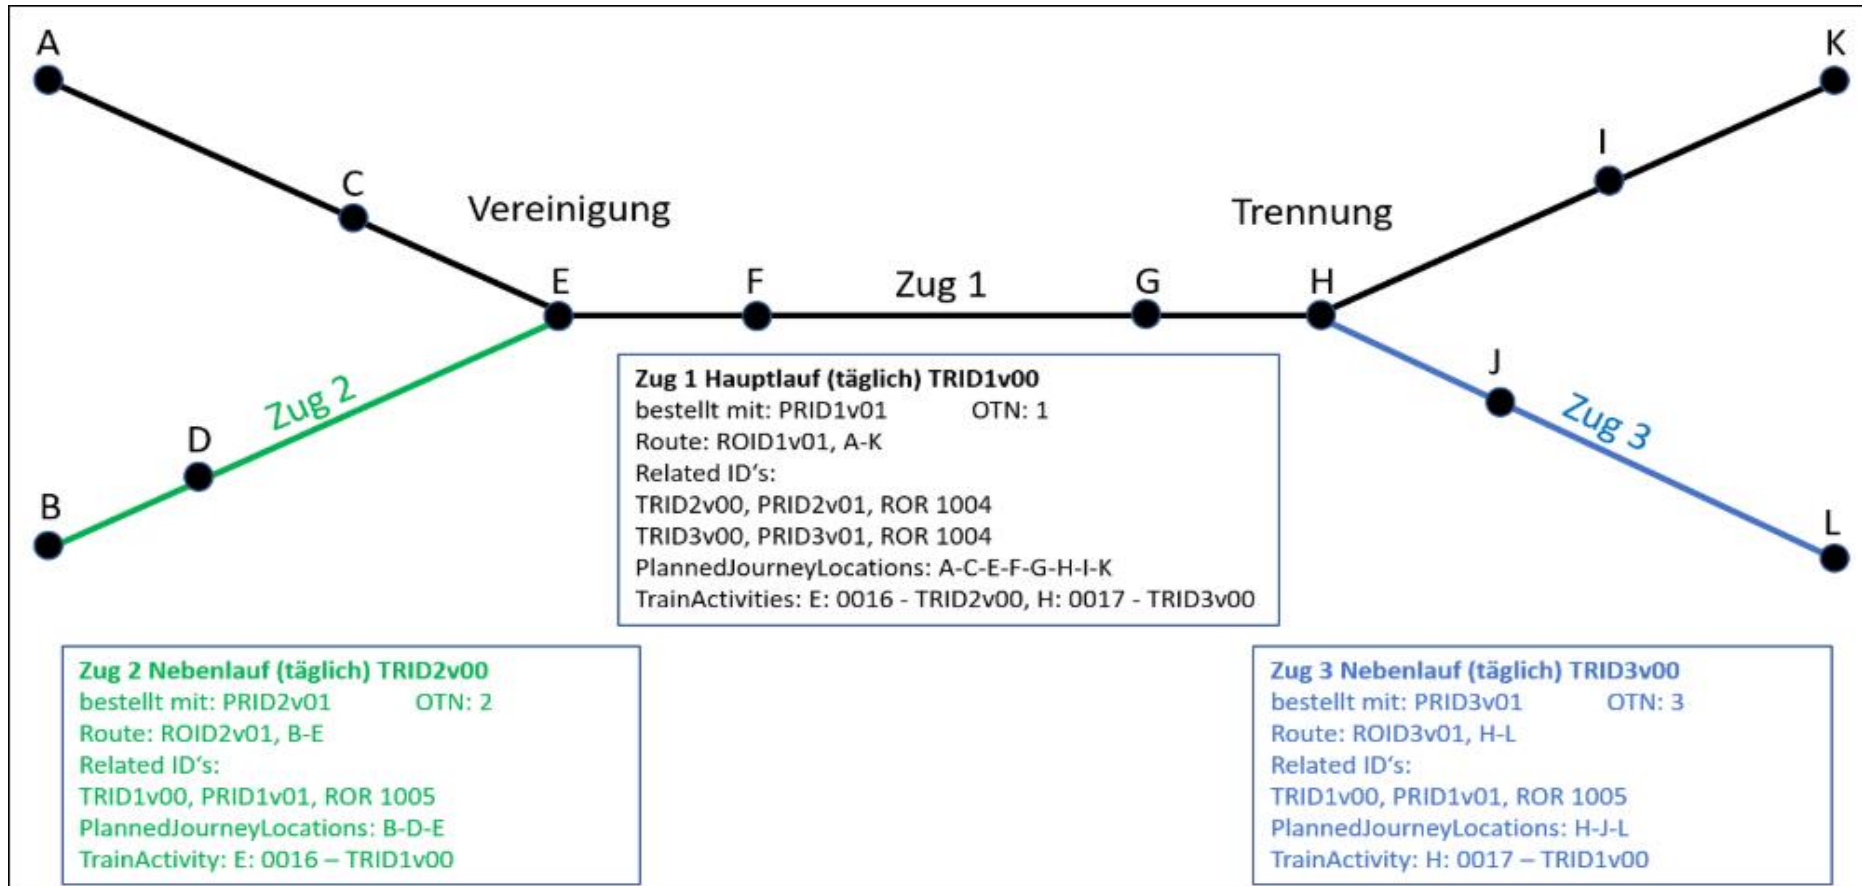 A
K
I
C
Vereinigung
Trennung
E
F
Zug 1
G
H
J
Zug 2
Zug 3
D
B
L
Zug 1 Hauptlauf (täglich) TRID1v00
bestellt mit: PRID1v01 OTN: 1
Route: ROID1v01, A-K
Related ID‘s:
TRID2v00, PRID2v01, ROR 1004
TRID3v00, PRID3v01, ROR 1004
PlannedJourneyLocations: A-C-E-F-G-H-I-K
TrainActivities: E: 0016 - TRID2v00, H: 0017 - TRID3v00
Zug 2 Nebenlauf (täglich) TRID2v00
bestellt mit: PRID2v01 OTN: 2
Route: ROID2v01, B-E
Related ID‘s:
TRID1v00, PRID1v01, ROR 1005
PlannedJourneyLocations: B-D-E
TrainActivity: E: 0016 – TRID1v00
Zug 3 Nebenlauf (täglich) TRID3v00
bestellt mit: PRID3v01 OTN: 3
Route: ROID3v01, H-L
Related ID‘s:
TRID1v00, PRID1v01, ROR 1005
PlannedJourneyLocations: H-J-L
TrainActivity: H: 0017 – TRID1v00